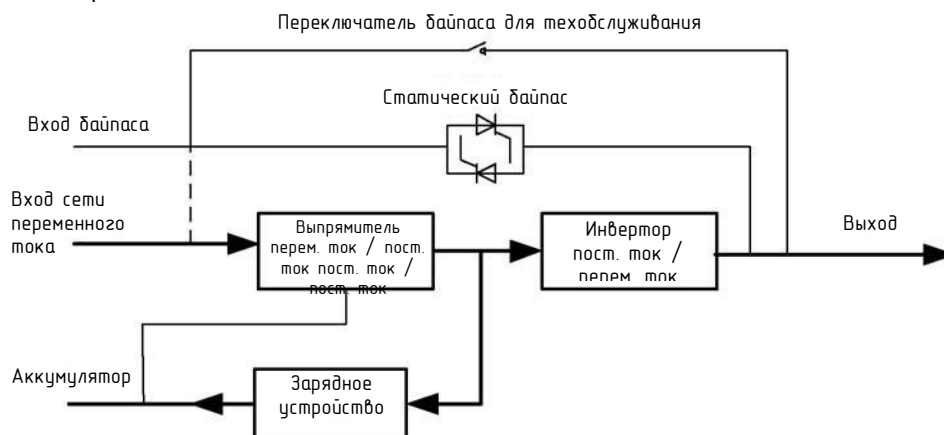 Переключатель байпаса для техобслуживания
Статический байпас
Вход байпаса
Вход сети
переменного
тока
Выпрямитель
перем. ток / пост.
ток пост. ток /
пост. ток
Инвертор
пост. ток /
перем. ток
Выход
Аккумулятор
Зарядное
устройство